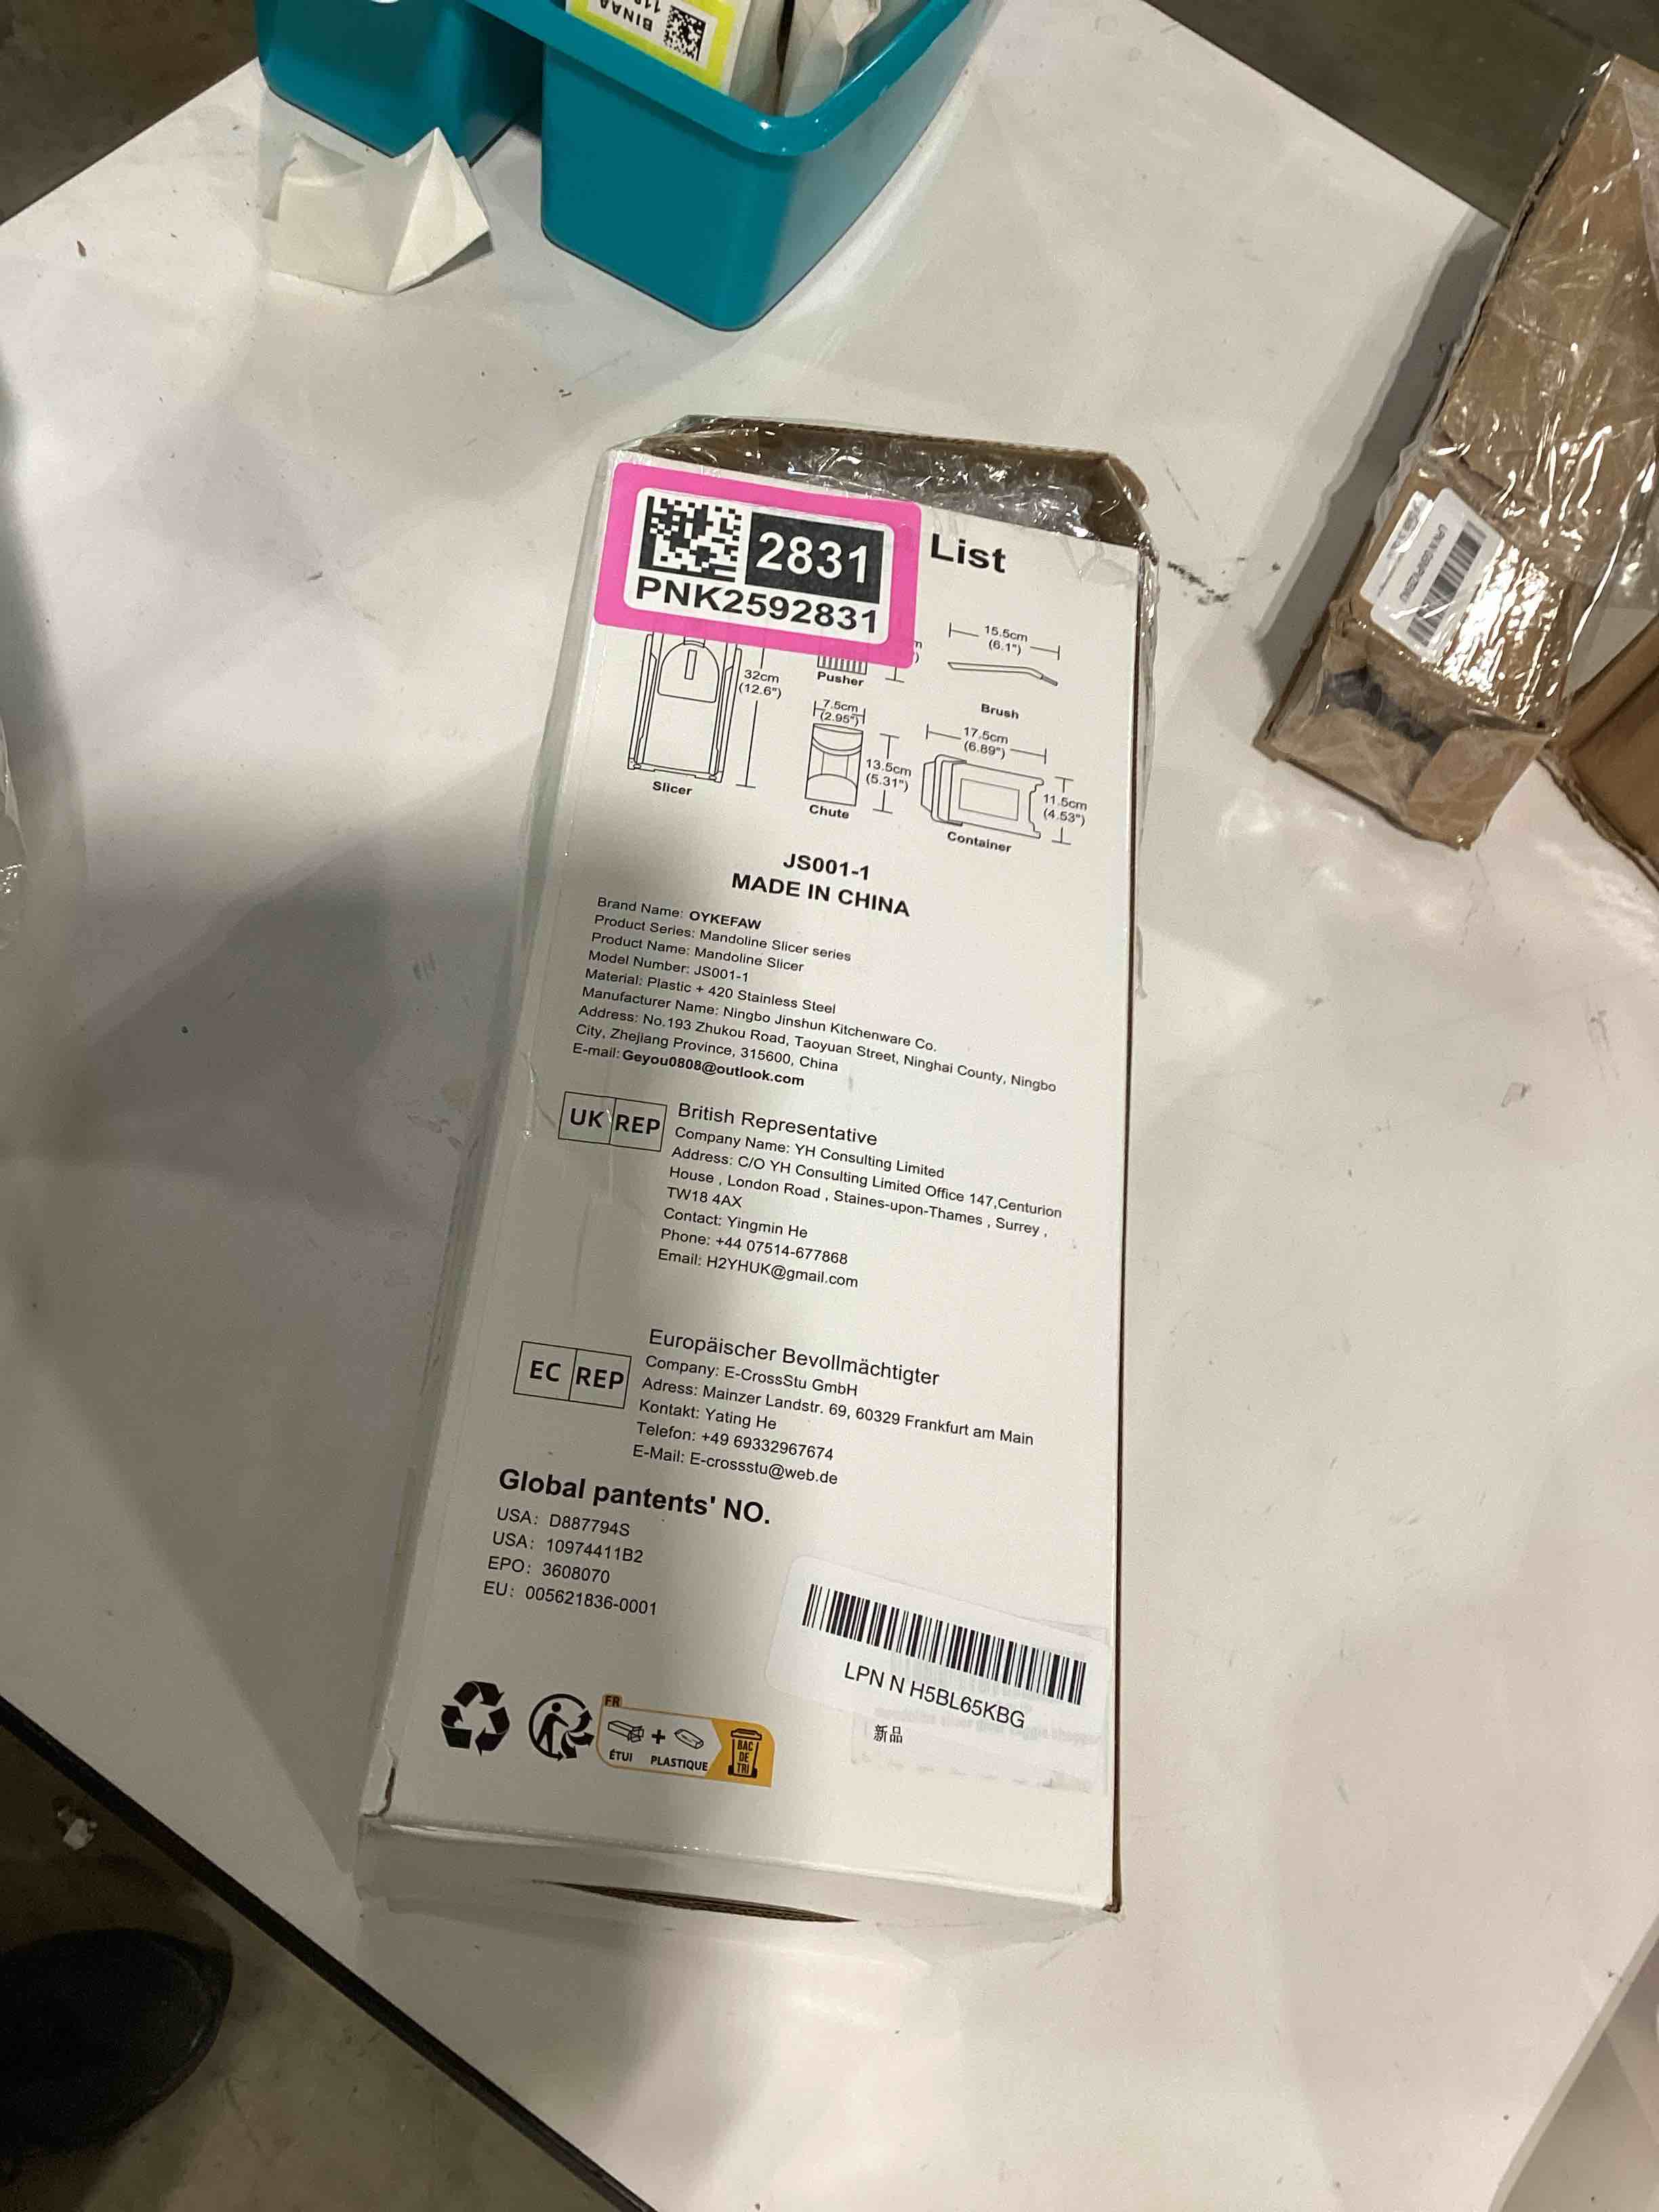 BINAA
2831
PNK2592831
List
15.5cm
(6.1")
32cm
(12.6")
Pusher
Brush
7.5cm
(2.95")
17.5cm
(6.89")
13.5cm
(5.31")
11.5cm
(4.53")
Slicer
Chute
Container
JS001-1
MADE IN CHINA
Brand Name: OYKEFAW
Product Series: Mandoline Slicer series
Product Name: Mandoline Slicer
Model Number: JS001-1
Material: Plastic + 420 Stainless Steel
Manufacturer Name: Ningbo Jinshun Kitchenware Co.
Address: No.193 Zhukou Road, Taoyuan Street, Ninghai County, Ningbo
City, Zhejiang Province, 315600, China
E-mail: Geyou0808@outlook.com
UK REP
British Representative
Company Name: YH Consulting Limited
Address: C/O YH Consulting Limited Office 147,Centurion
House , London Road , Staines-upon-Thames , Surrey ,
TW18 4AX
Contact: Yingmin He
Phone: +44 07514-677868
Email: H2YHUK@gmail.com
EC REP
Europäischer Bevollmächtigter
Company: E-CrossStu GmbH
Adress: Mainzer Landstr. 69, 60329 Frankfurt am Main
Kontakt: Yating He
Telefon: +49 69332967674
E-Mail: E-crossstu@web.de
Global pantents' NO.
USA: D887794S
USA: 10974411B2
EPO: 3608070
EU: 005621836-0001
LPN N H5BL65KBG
新品
FR
ÉTUI + PLASTIQUE
BAC
DE
TRI